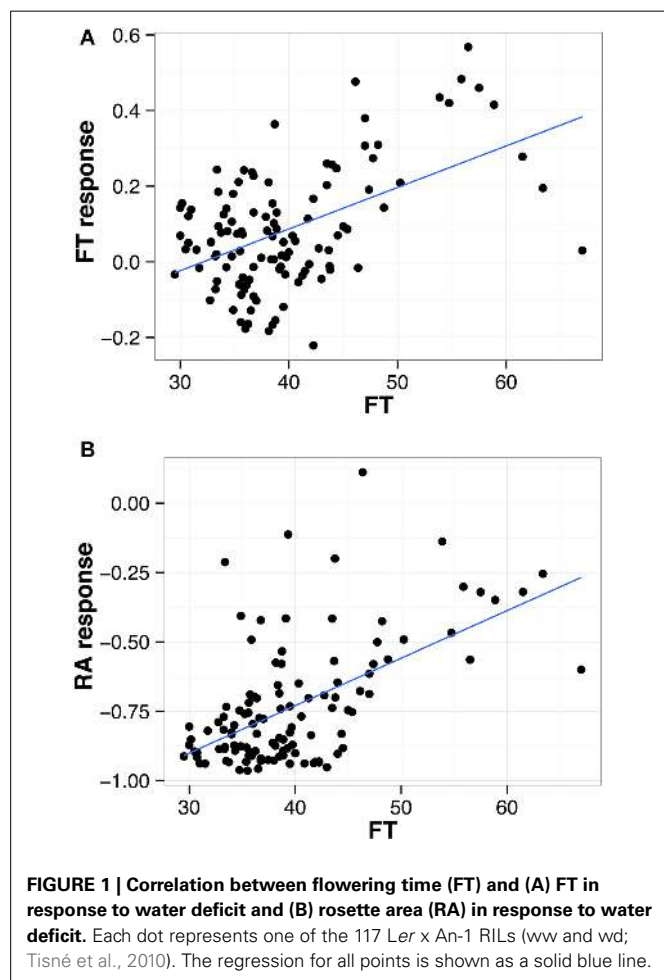 A
0.6
0.4
0.2
0.0
−0.2
FT response
30 40 50 60
FT
B
0.00
−0.25
−0.50
−0.75
−1.00
RA response
30 40 50 60
FT
FIGURE 1 | Correlation between flowering time (FT) and (A) FT in
response to water deficit and (B) rosette area (RA) in response to water
deficit. Each dot represents one of the 117 Ler x An-1 RILs (ww and wd;
Tisné et al., 2010). The regression for all points is shown as a solid blue line.